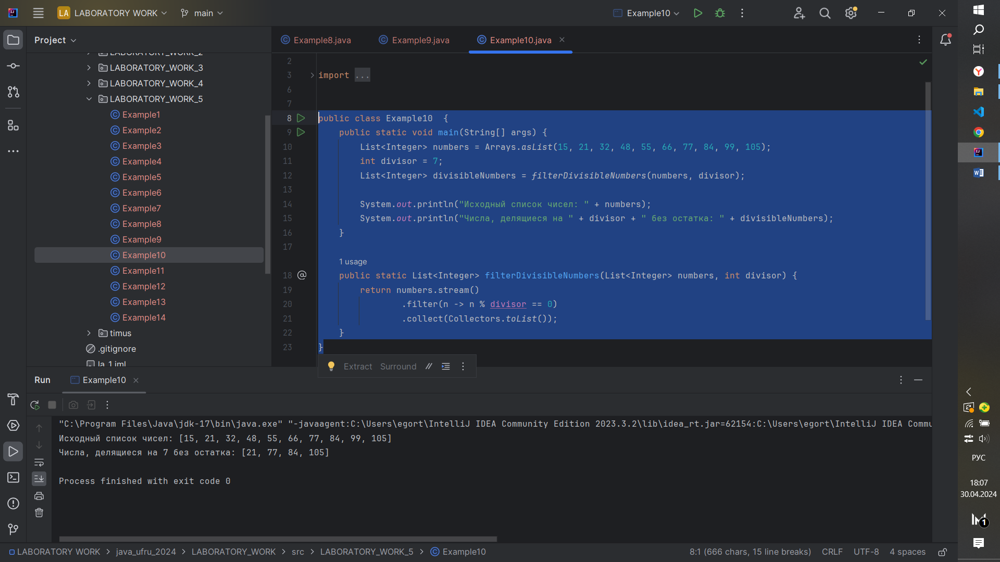 LA LABORATORY WORK main Example10
Project
Example8.java Example9.java Example10.java
LABORATORY_WORK_2
LABORATORY_WORK_3
LABORATORY_WORK_4
LABORATORY_WORK_5
Example1
Example2
Example3
Example4
Example5
Example6
Example7
Example8
Example9
Example10
Example11
Example12
Example13
Example14
timus
.gitignore
la_1.iml
2
3 import ...
6
7
8 public class Example10  {
9 public static void main(String[] args) {
10 List<Integer> numbers = Arrays.asList(15, 21, 32, 48, 55, 66, 77, 84, 99, 105);
11 int divisor = 7;
12 List<Integer> divisibleNumbers = filterDivisibleNumbers(numbers, divisor);
13
14 System.out.println("Исходный список чисел: " + numbers);
15 System.out.println("Числа, делящиеся на " + divisor + " без остатка: " + divisibleNumbers);
16 }
17
1 usage
18 @ public static List<Integer> filterDivisibleNumbers(List<Integer> numbers, int divisor) {
19 return numbers.stream()
20 .filter(n -> n % divisor == 0)
21 .collect(Collectors.toList());
22 }
23 }
Extract Surround //
Run Example10
"C:\Program Files\Java\jdk-17\bin\java.exe" "-javaagent:C:\Users\egort\IntelliJ IDEA Community Edition 2023.3.2\lib\idea_rt.jar=62154:C:\Users\egort\IntelliJ IDEA Commu
Исходный список чисел: [15, 21, 32, 48, 55, 66, 77, 84, 99, 105]
Числа, делящиеся на 7 без остатка: [21, 77, 84, 105]
Process finished with exit code 0
LABORATORY WORK > java_ufru_2024 > LABORATORY_WORK > src > LABORATORY_WORK_5 > Example10
8:1 (666 chars, 15 line breaks) CRLF UTF-8 4 spaces
РУС
18:07
30.04.2024
1